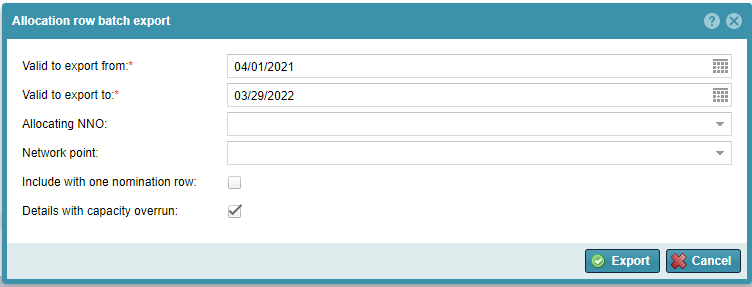 Allocation row batch export
Valid to export from:* 04/01/2021
Valid to export to:* 03/29/2022
Allocating NNO:
Network point:
Include with one nomination row:
Details with capacity overrun:
Export Cancel